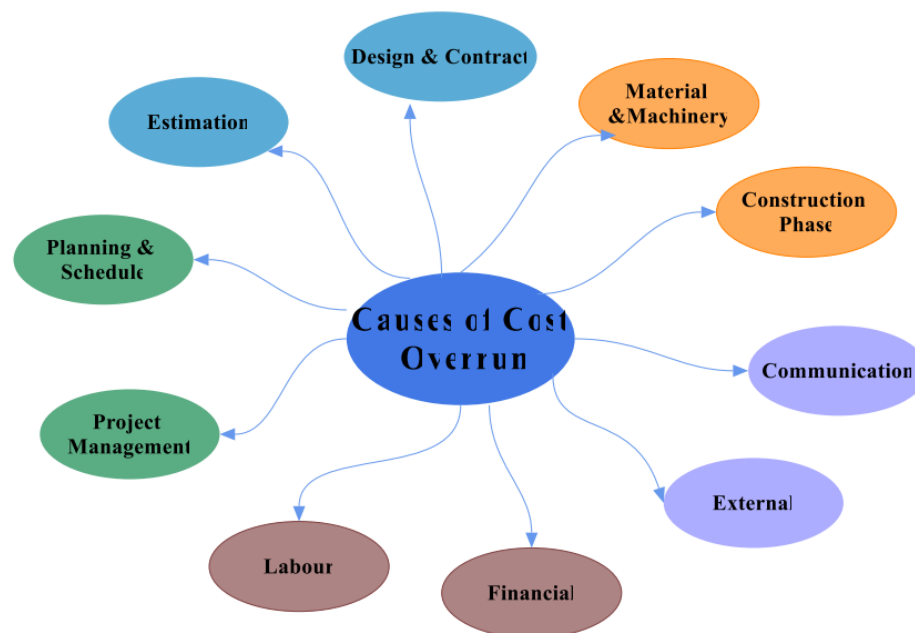 Design & Contract
Material
&Machinery
Estimation
Construction
Phase
Planning &
Schedule
Causes of Cost
Overrun
Communication
Project
Management
External
Labour
Financial